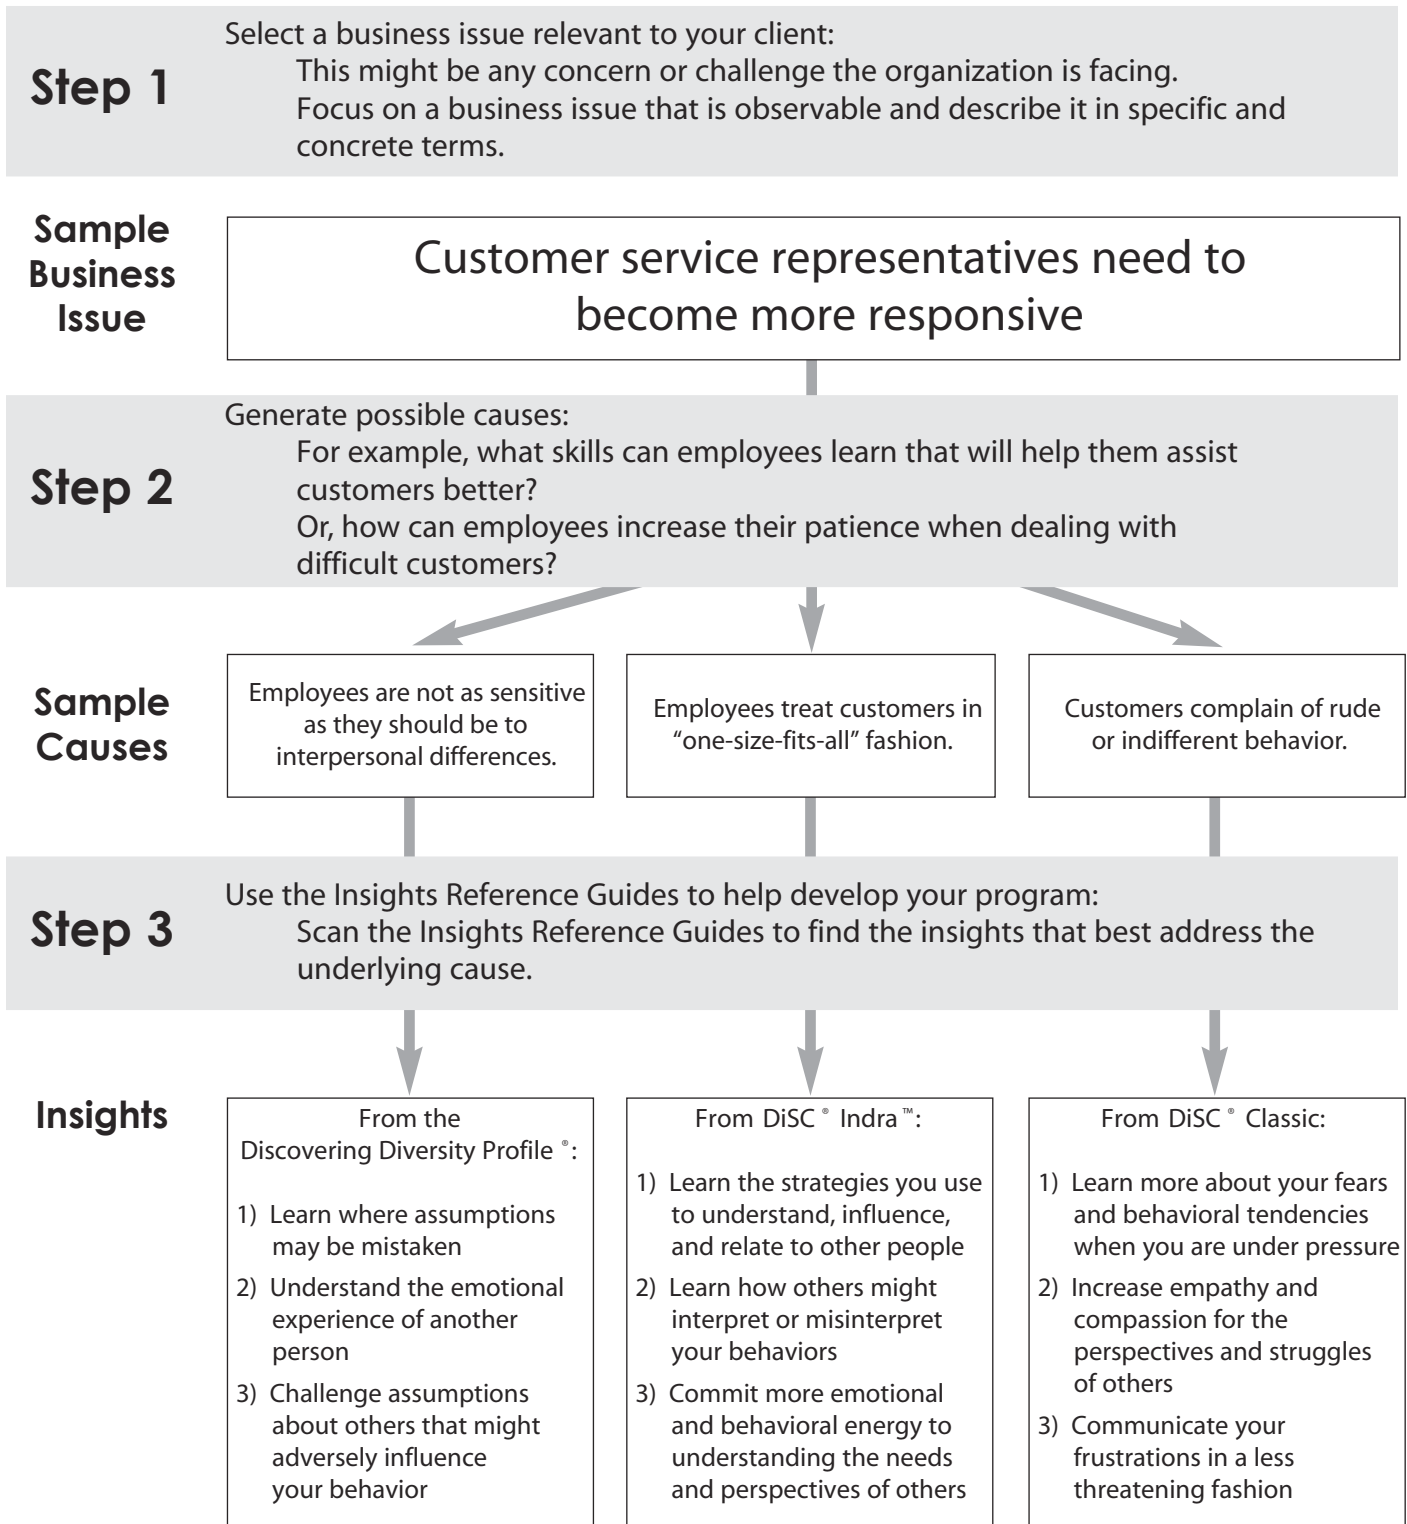 Step 1
Select a business issue relevant to your client:
This might be any concern or challenge the organization is facing.
Focus on a business issue that is observable and describe it in specific and
concrete terms.
Sample
Business
Issue
Customer service representatives need to
become more responsive
Step 2
Generate possible causes:
For example, what skills can employees learn that will help them assist
customers better?
Or, how can employees increase their patience when dealing with
difficult customers?
Sample
Causes
Employees are not as sensitive
as they should be to
interpersonal differences.
Employees treat customers in
“one-size-fits-all” fashion.
Customers complain of rude
or indifferent behavior.
Step 3
Use the Insights Reference Guides to help develop your program:
Scan the Insights Reference Guides to find the insights that best address the
underlying cause.
Insights
From the
Discovering Diversity Profile ®:
1) Learn where assumptions
may be mistaken
2) Understand the emotional
experience of another
person
3) Challenge assumptions
about others that might
adversely influence
your behavior
From DiSC ® Indra ™:
1) Learn the strategies you use
to understand, influence,
and relate to other people
2) Learn how others might
interpret or misinterpret
your behaviors
3) Commit more emotional
and behavioral energy to
understanding the needs
and perspectives of others
From DiSC ® Classic:
1) Learn more about your fears
and behavioral tendencies
when you are under pressure
2) Increase empathy and
compassion for the
perspectives and struggles
of others
3) Communicate your
frustrations in a less
threatening fashion